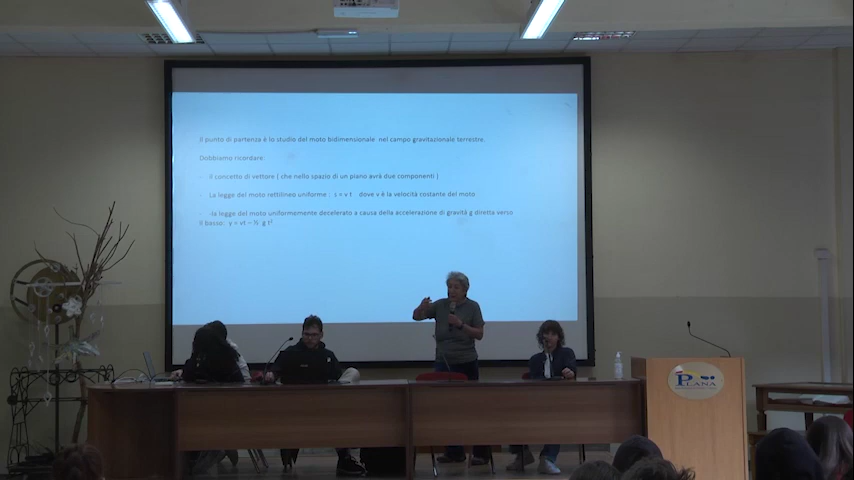 Il punto di partenza è lo studio del moto bidimensionale nel campo gravitazionale terrestre.
Dobbiamo ricordare:
- Il concetto di vettore ( che nello spazio di un piano avrà due componenti )
- La legge del moto rettilineo uniforme : s = v t dove v è la velocità costante del moto
- -la legge del moto uniformemente decelerato a causa della accelerazione di gravità g diretta verso
il basso: y = vt – ½ g t²
PLANA